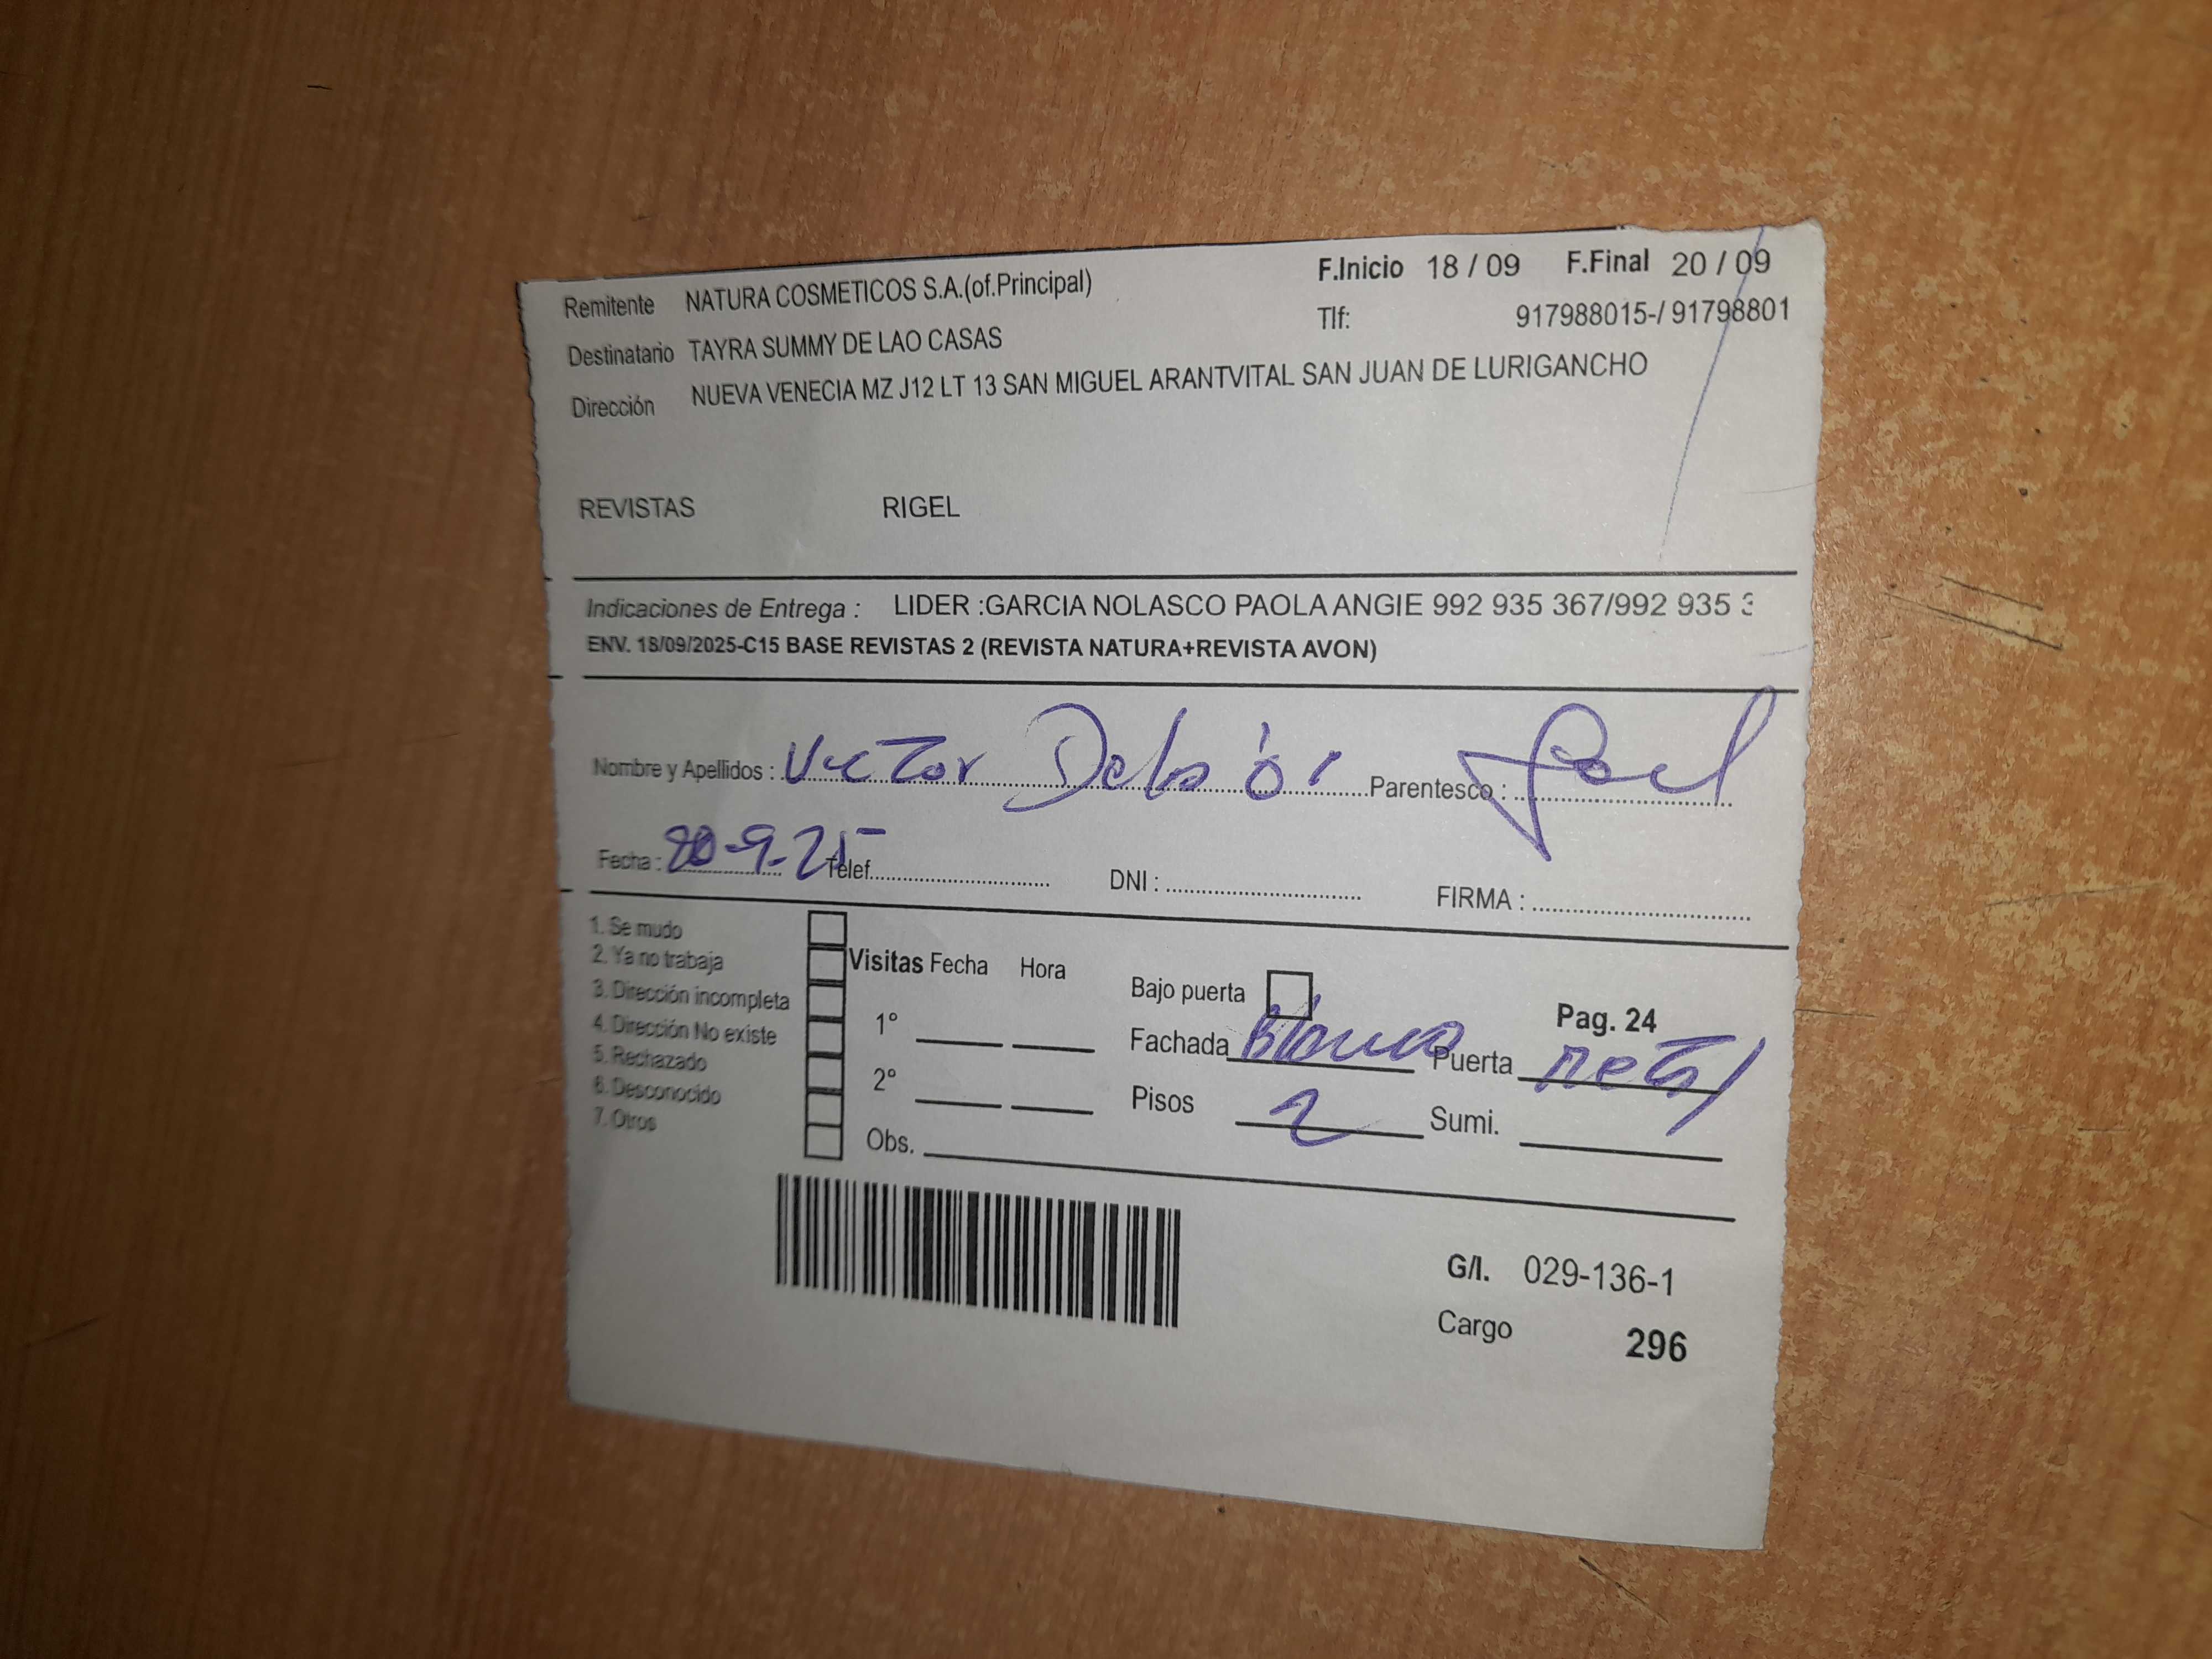 Remitente NATURA COSMETICOS S.A.(of.Principal) F.Inicio 18 / 09 F.Final 20 / 09
Destinatario TAYRA SUMMY DE LAO CASAS Tlf: 917988015-/ 91798801
Dirección NUEVA VENECIA MZ J12 LT 13 SAN MIGUEL ARANTVITAL SAN JUAN DE LURIGANCHO
REVISTAS RIGEL
Indicaciones de Entrega : LIDER :GARCIA NOLASCO PAOLA ANGIE 992 935 367/992 935
ENV. 18/09/2025-C15 BASE REVISTAS 2 (REVISTA NATURA+REVISTA AVON)
Nombre y Apellidos : Victor Parentesco :
Fecha : 20-9-25 Telef. DNI : FIRMA :
1. Se mudo
2. Ya no trabaja
3. Dirección incompleta
4. Dirección No existe
5. Rechazado
6. Desconocido
7. Otros
Visitas Fecha Hora
1°
2°
Obs.
Bajo puerta
Fachada Blanco Puerta metal
Pisos 2 Sumi.
Pag. 24
G/I. 029-136-1
Cargo 296